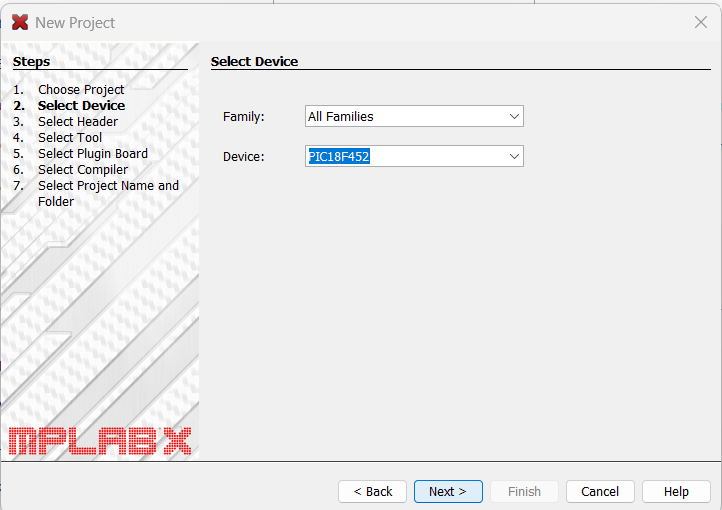 New Project
Steps
1. Choose Project
2. Select Device
3. Select Header
4. Select Tool
5. Select Plugin Board
6. Select Compiler
7. Select Project Name and
Folder
Select Device
Family: All Families
Device: PIC18F452
MPLAB X
< Back Next > Finish Cancel Help